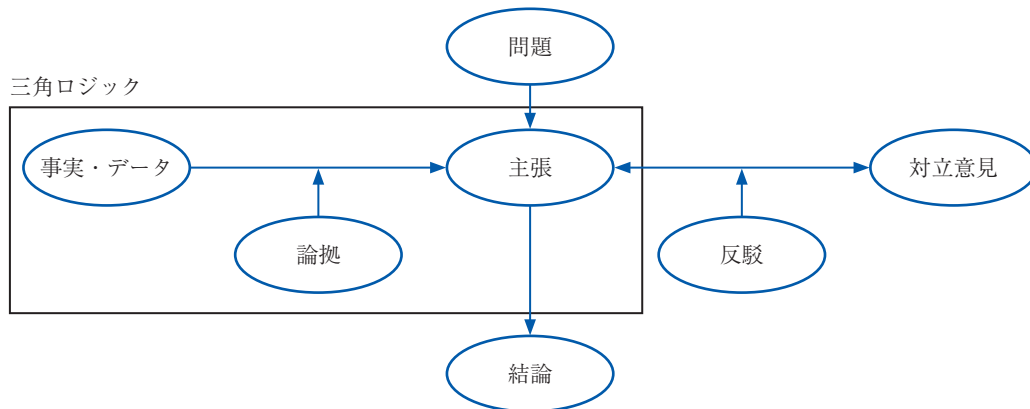 問題
三角ロジック
事実・データ
主張
対立意見
論拠
反駁
結論